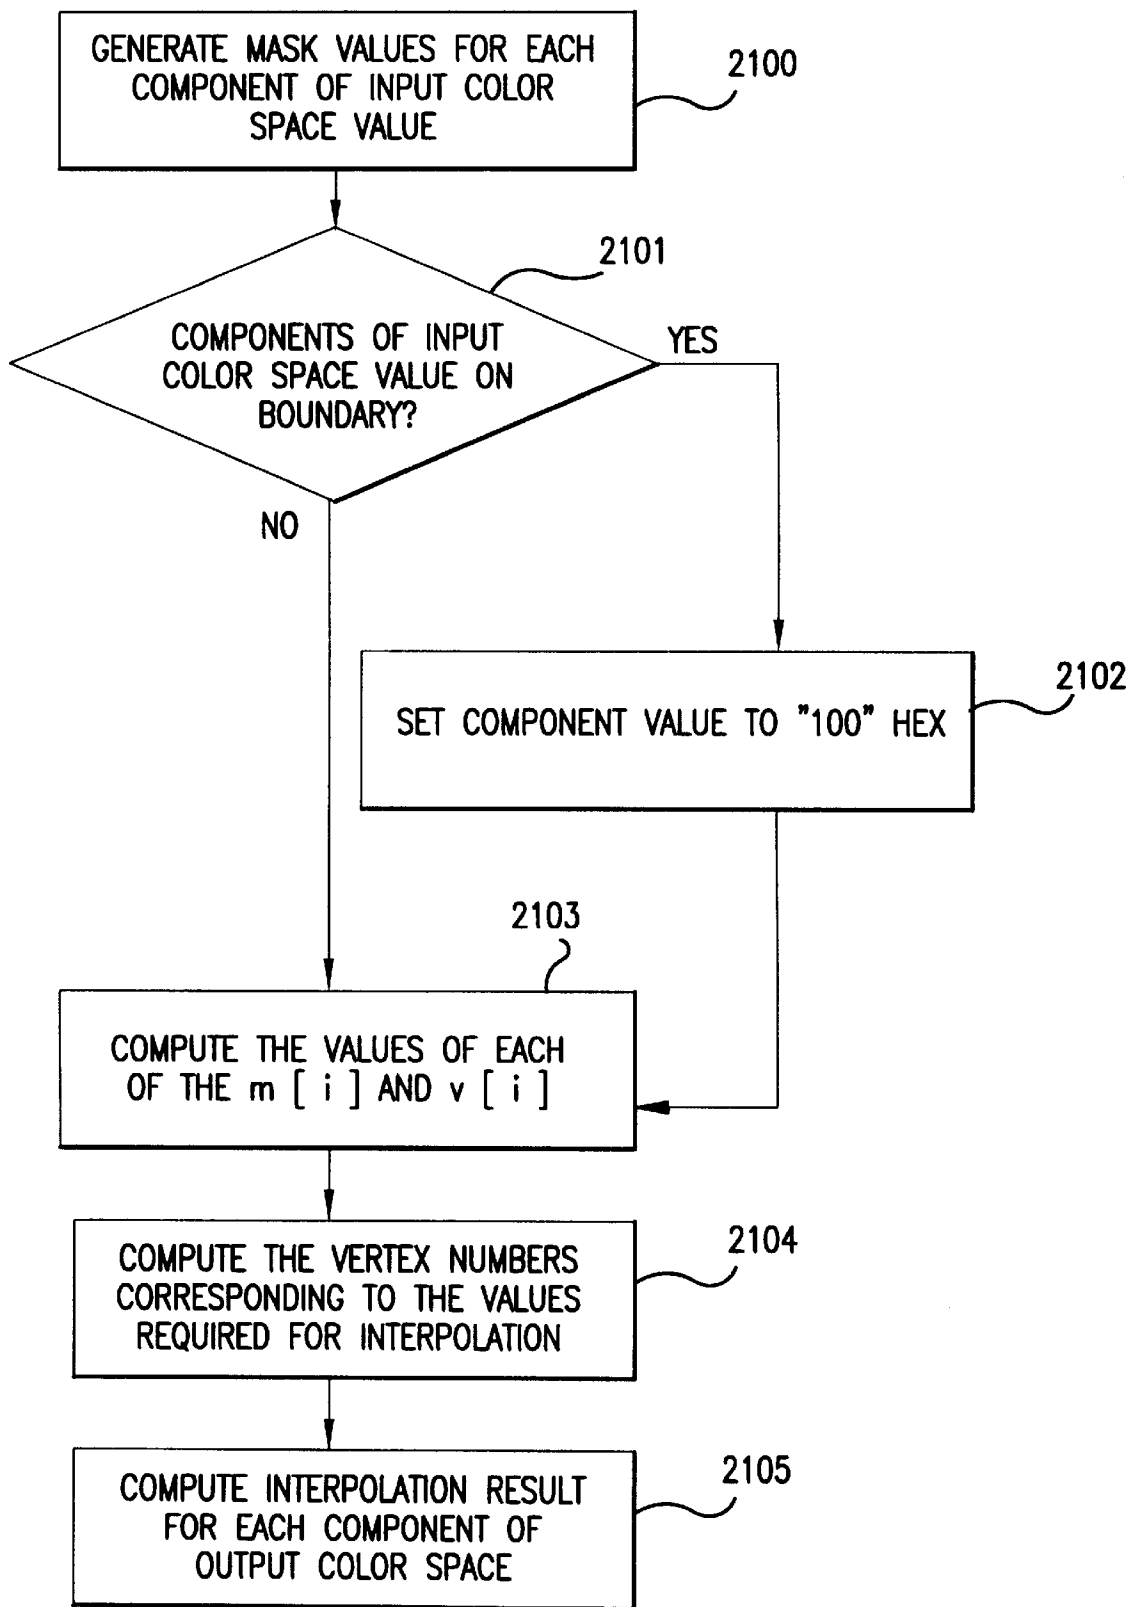 GENERATE MASK VALUES FOR EACH
COMPONENT OF INPUT COLOR
SPACE VALUE
2100
2101
COMPONENTS OF INPUT
COLOR SPACE VALUE ON
BOUNDARY?
YES
NO
2102
SET COMPONENT VALUE TO "100" HEX
2103
COMPUTE THE VALUES OF EACH
OF THE m [ i ] AND v [ i ]
2104
COMPUTE THE VERTEX NUMBERS
CORRESPONDING TO THE VALUES
REQUIRED FOR INTERPOLATION
2105
COMPUTE INTERPOLATION RESULT
FOR EACH COMPONENT OF
OUTPUT COLOR SPACE